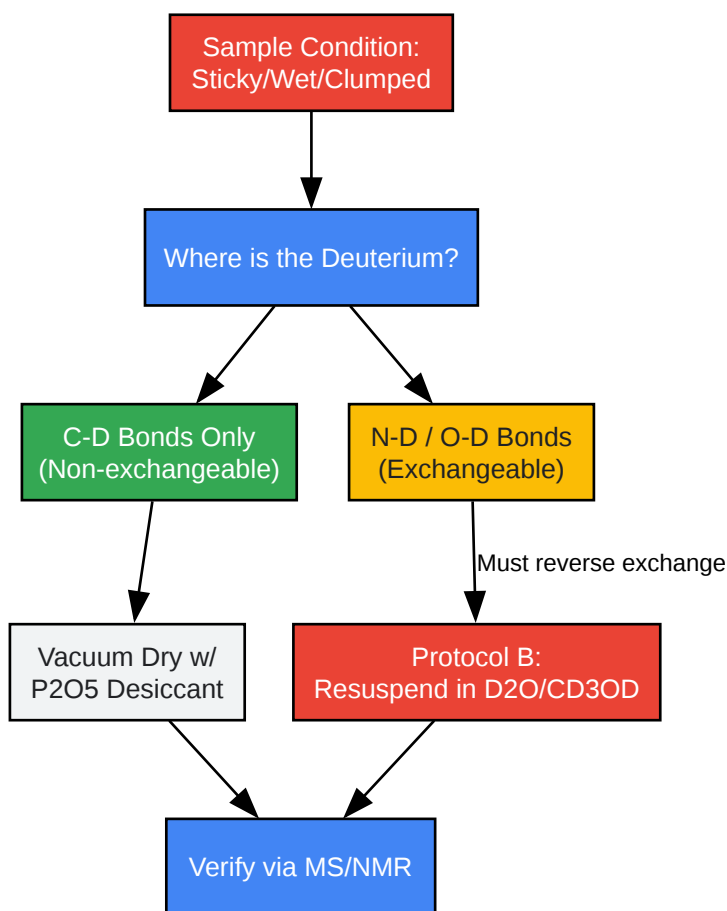 Sample Condition:
Sticky/Wet/Clumped
Where is the Deuterium?
C-D Bonds Only
(Non-exchangeable)
N-D / O-D Bonds
(Exchangeable)
Must reverse exchange
Vacuum Dry w/
P2O5 Desiccant
Protocol B:
Resuspend in D2O/CD3OD
Verify via MS/NMR